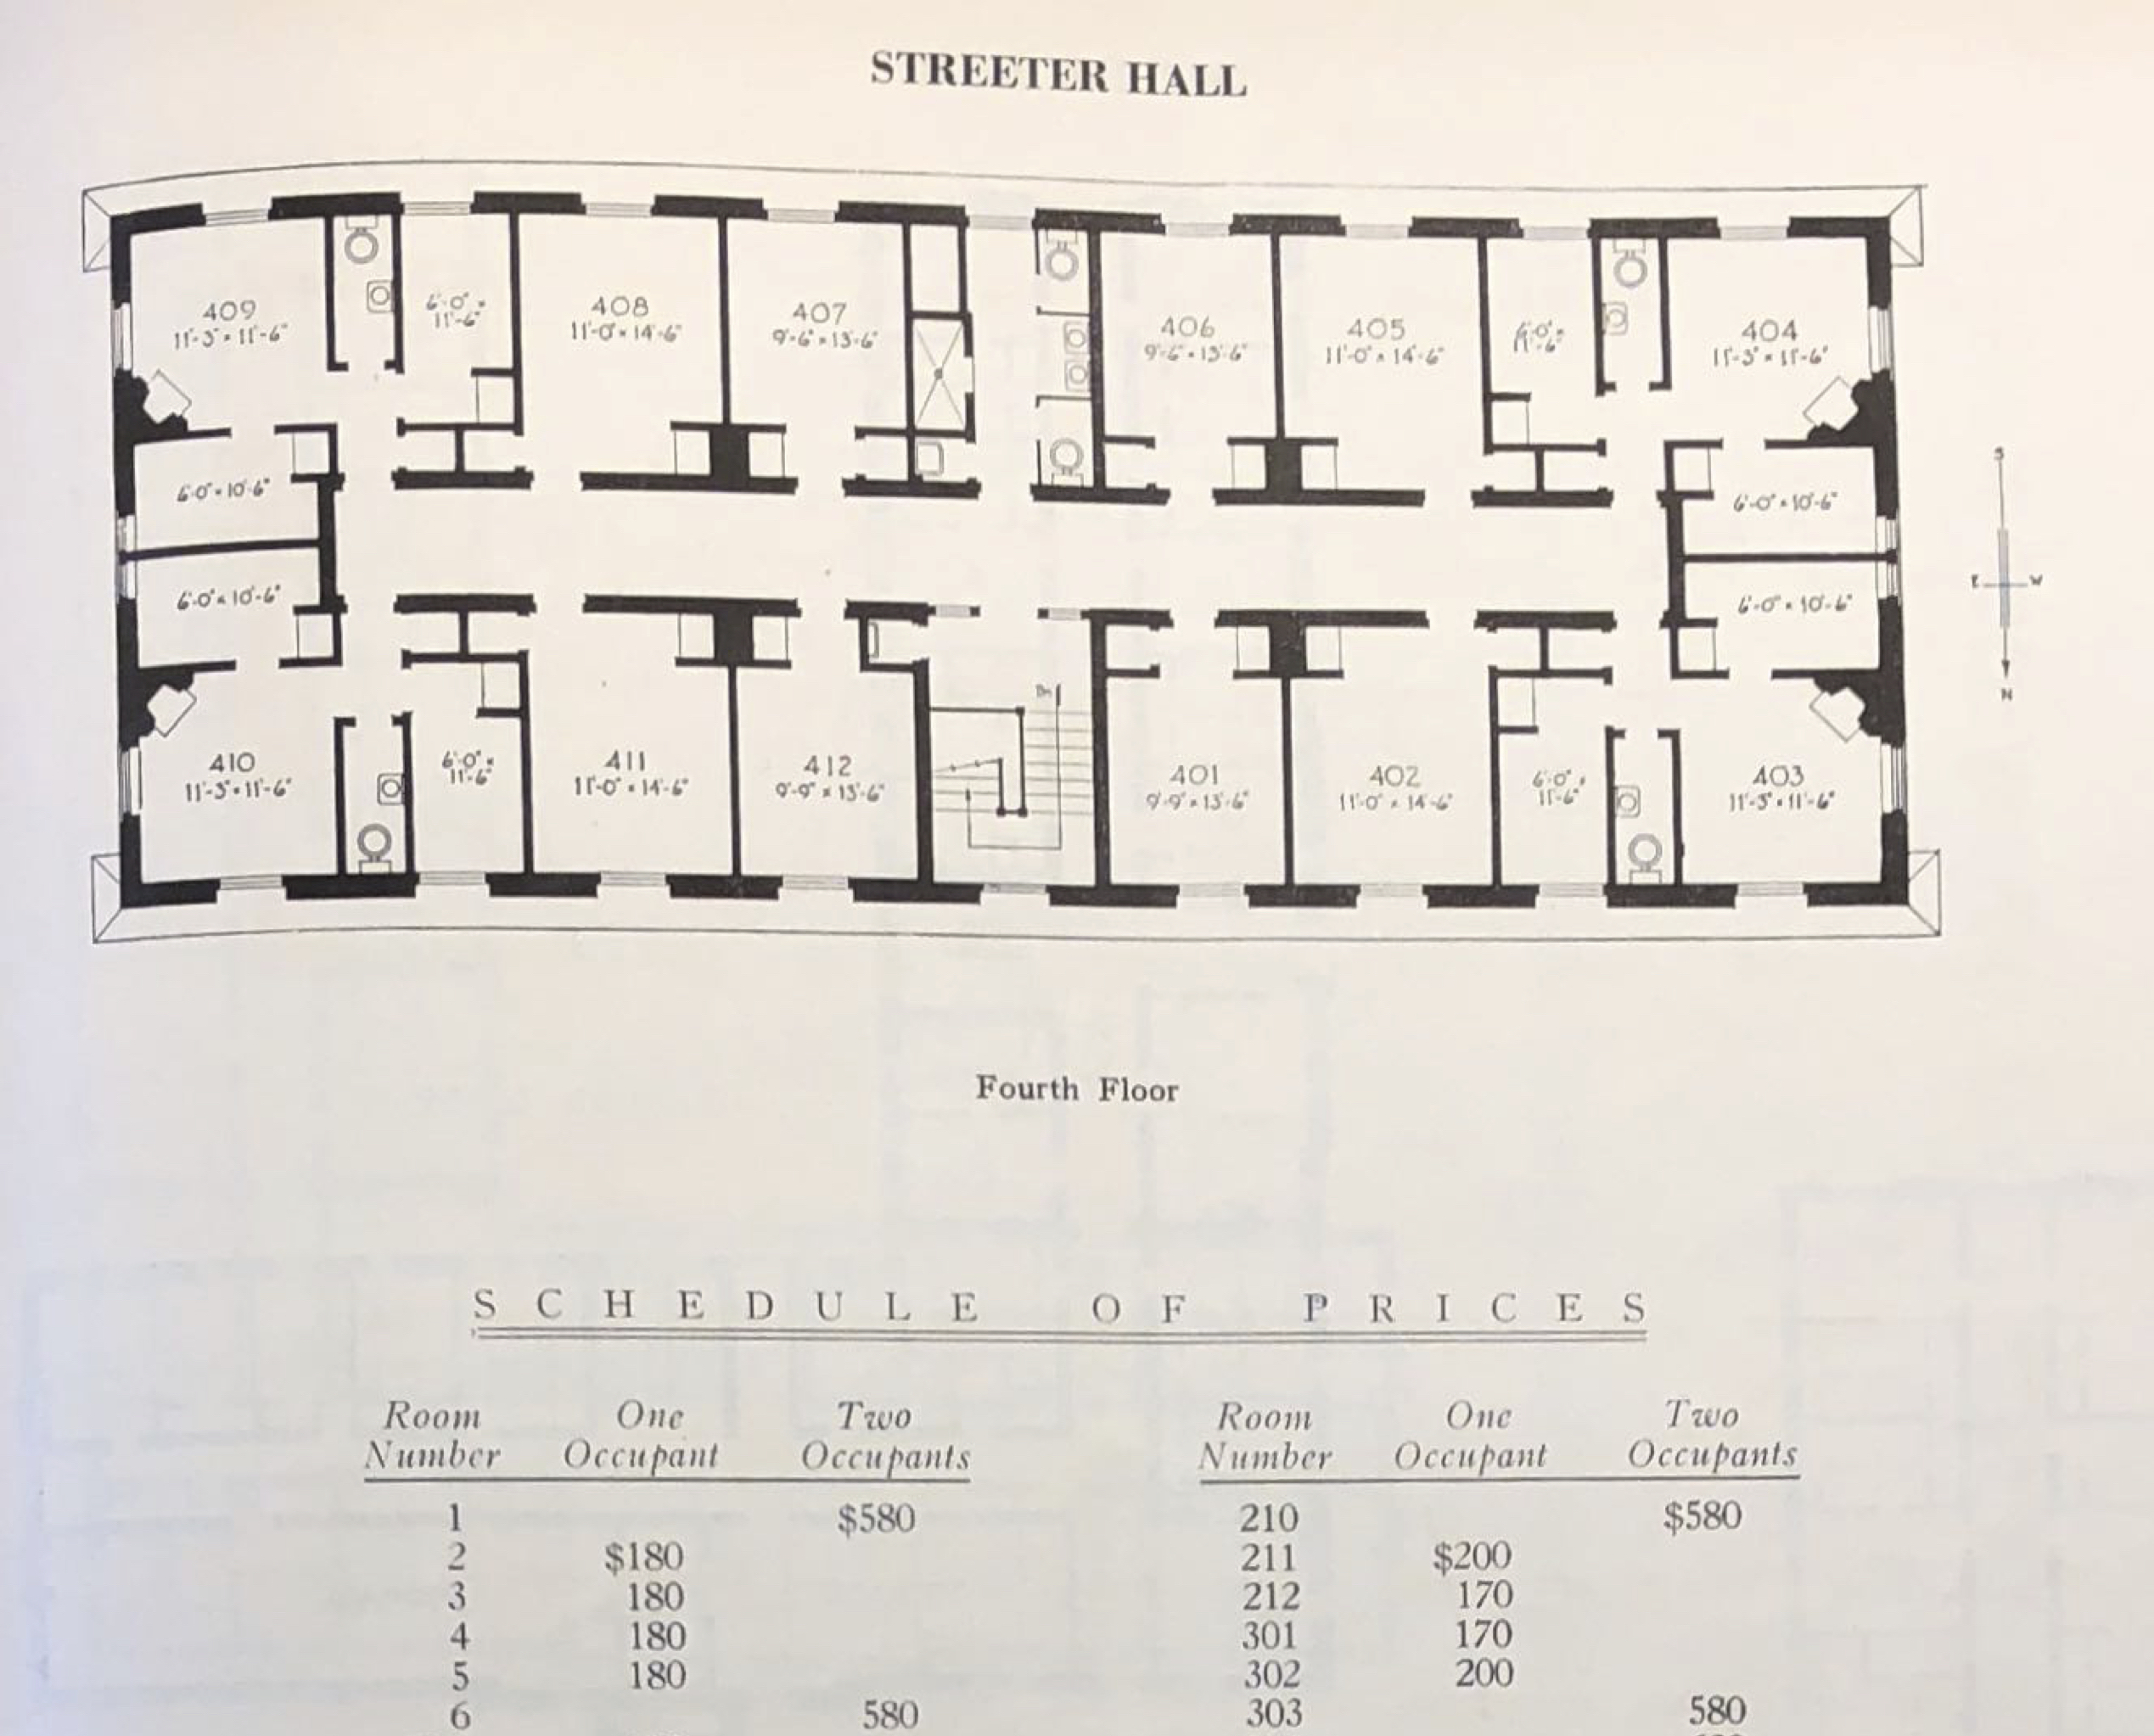 STREETER HALL
409
11'-3" × 11'-6"
6'-0" ×
11'-6"
408
11'-0" × 14'-6"
407
9'-6" × 13'-6"
406
9'-6" × 13'-6"
405
11'-0" × 14'-6"
6'-0" ×
11'-6"
404
11'-3" × 11'-6"
6'-0" × 10'-6"
6'-0" × 10'-6"
S
E W
N
6'-0" × 10'-6"
6'-0" × 10'-6"
Dn
410
11'-3" × 11'-6"
6'-0" ×
11'-6"
411
11'-0" × 14'-6"
412
9'-9" × 13'-6"
401
9'-9" × 13'-6"
402
11'-0" × 14'-6"
6'-0" ×
11'-6"
403
11'-3" × 11'-6"
Fourth Floor
SCHEDULE OF PRICES
Room One Two Room One Two
Number Occupant Occupants Number Occupant Occupants
1 $580 210 $580
2 $180 211 $200
3 180 212 170
4 180 301 170
5 180 302 200
6 580 303 580